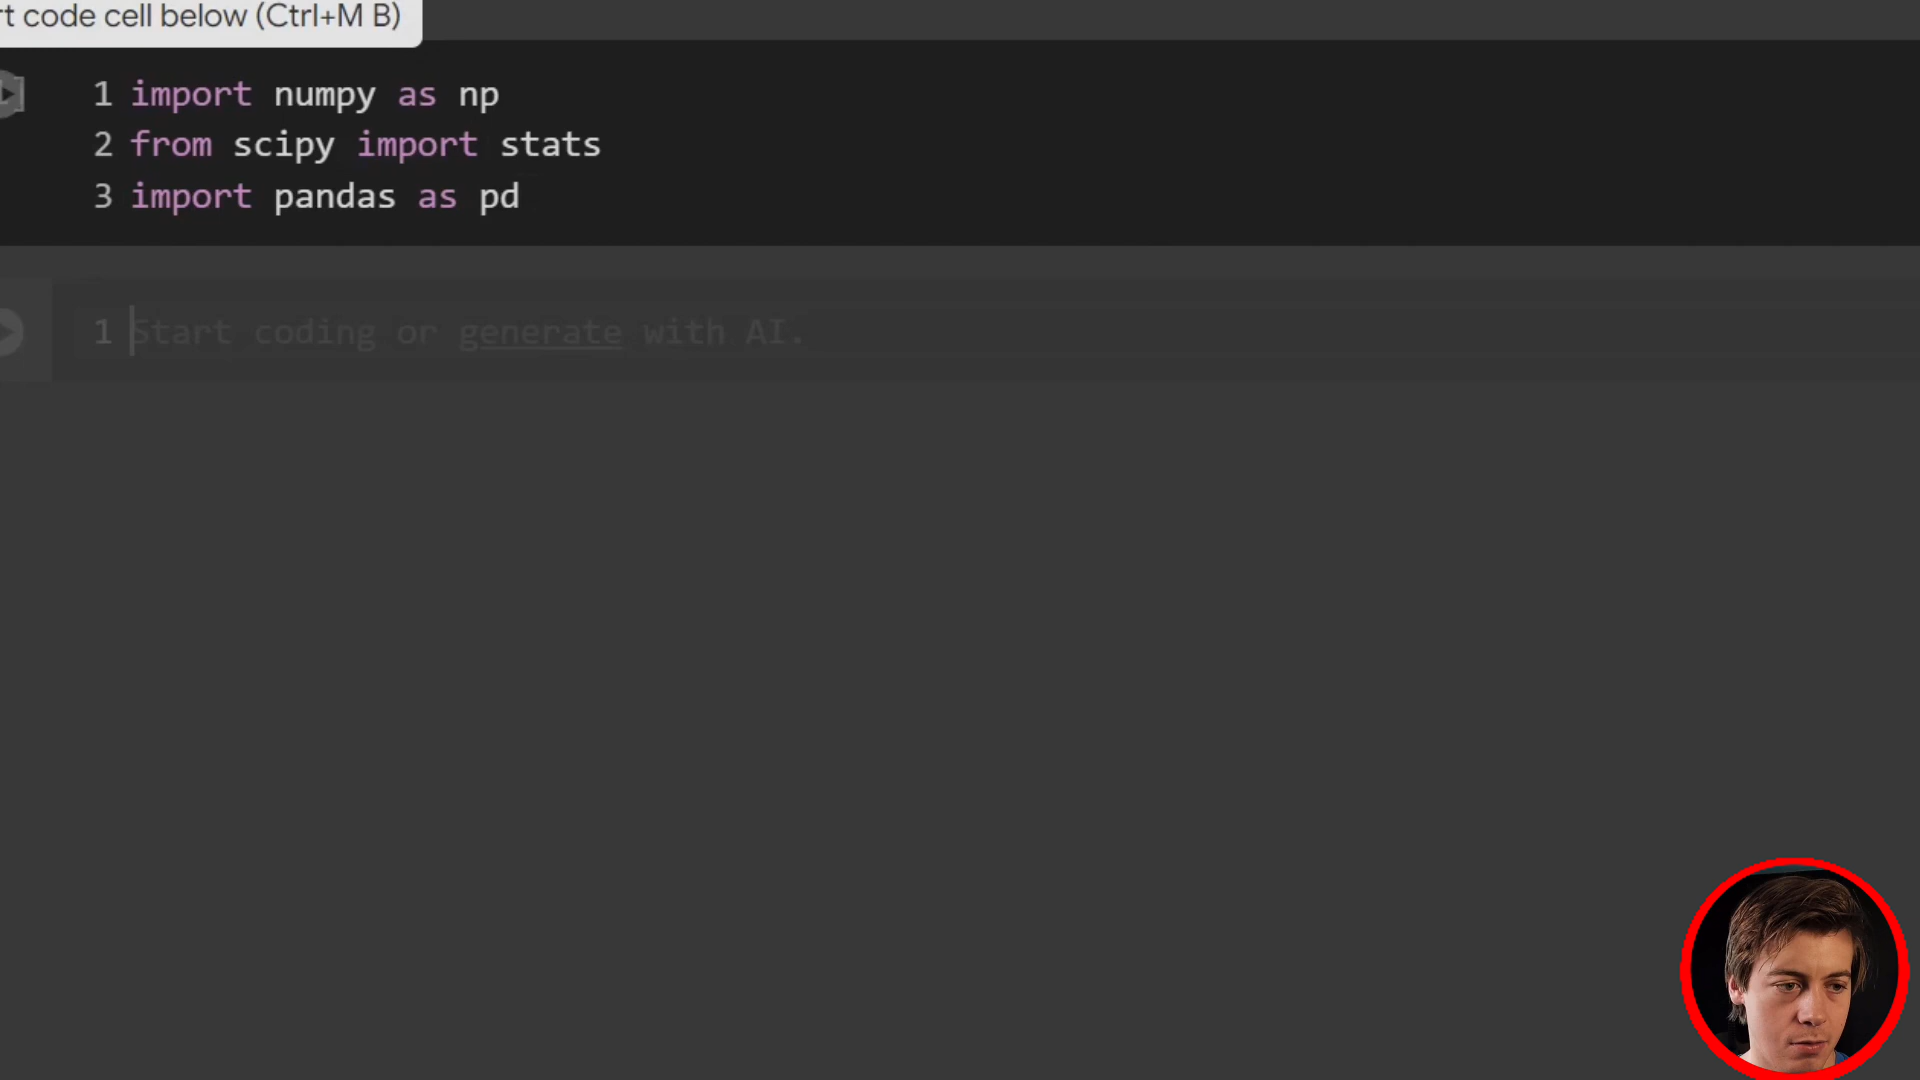 rt code cell below (Ctrl+M B)
1 import numpy as np
2 from scipy import stats
3 import pandas as pd
1 Start coding or generate with AI.